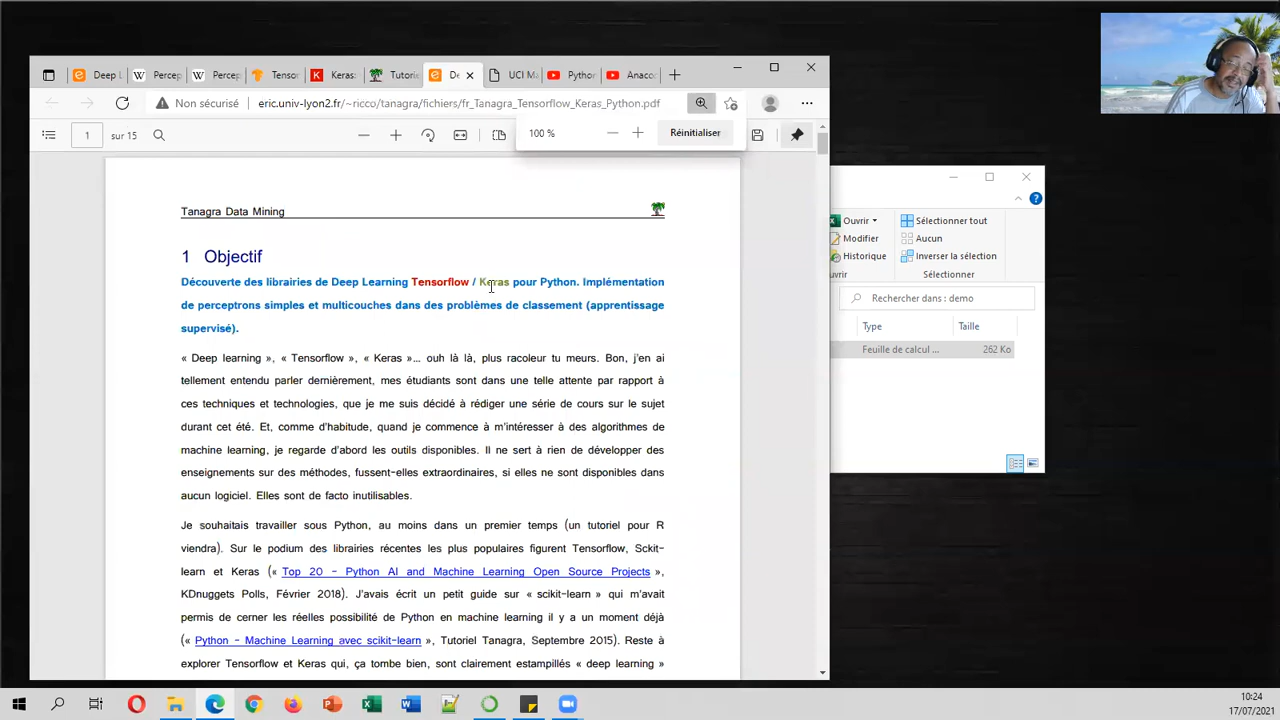 Deep L
Percep
Percep
Tensor
Keras:
Tutorie
De
UCI Ma
Python
Anaco
Non sécurisé
eric.univ-lyon2.fr/~ricco/tanagra/fichiers/fr_Tanagra_Tensorflow_Keras_Python.pdf
1 sur 15
100 %
Réinitialiser
Tanagra Data Mining
1 Objectif
Découverte des librairies de Deep Learning Tensorflow / Keras pour Python. Implémentation
de perceptrons simples et multicouches dans des problèmes de classement (apprentissage
supervisé).
« Deep learning », « Tensorflow », « Keras »... ouh là là, plus racoleur tu meurs. Bon, j'en ai
tellement entendu parler dernièrement, mes étudiants sont dans une telle attente par rapport à
ces techniques et technologies, que je me suis décidé à rédiger une série de cours sur le sujet
durant cet été. Et, comme d'habitude, quand je commence à m'intéresser à des algorithmes de
machine learning, je regarde d'abord les outils disponibles. Il ne sert à rien de développer des
enseignements sur des méthodes, fussent-elles extraordinaires, si elles ne sont disponibles dans
aucun logiciel. Elles sont de facto inutilisables.
Je souhaitais travailler sous Python, au moins dans un premier temps (un tutoriel pour R
viendra). Sur le podium des librairies récentes les plus populaires figurent Tensorflow, Sckit-
learn et Keras (« Top 20 - Python AI and Machine Learning Open Source Projects »,
KDnuggets Polls, Février 2018). J'avais écrit un petit guide sur « scikit-learn » qui m'avait
permis de cerner les réelles possibilité de Python en machine learning il y a un moment déjà
(« Python - Machine Learning avec scikit-learn », Tutoriel Tanagra, Septembre 2015). Reste à
explorer Tensorflow et Keras qui, ça tombe bien, sont clairement estampillés « deep learning »
Ouvrir
Sélectionner tout
Modifier
Aucun
Historique
Inverser la sélection
uvrir
Sélectionner
Rechercher dans : demo
Type
Taille
Feuille de calcul ...
262 Ko
10:24
17/07/2021